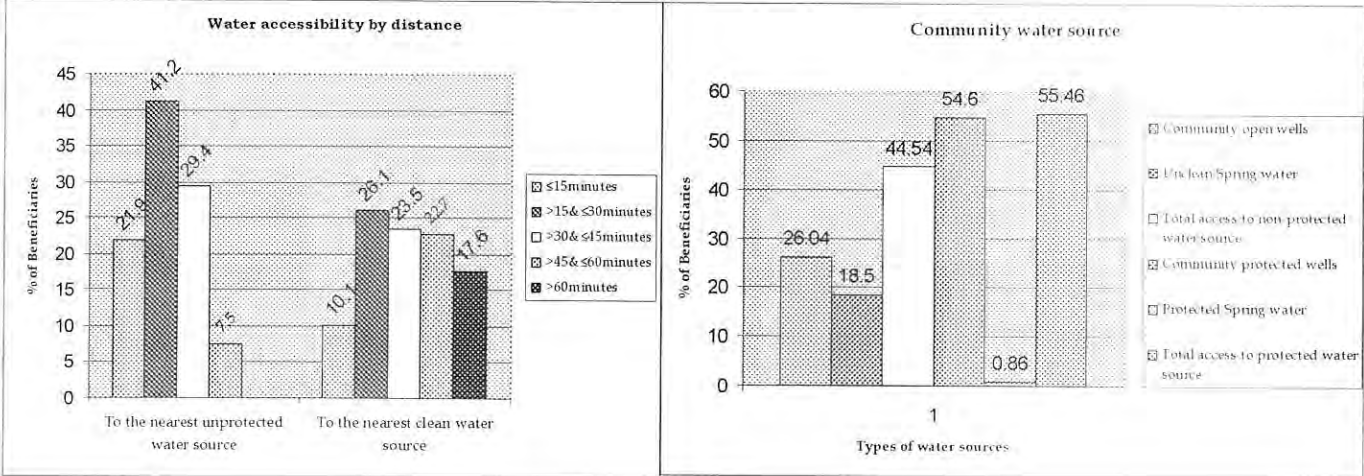 Water accessibility by distance
% of Beneficiaries
45
40
35
30
25
20
15
10
5
0
21.9
41.2
29.4
7.5
10.1
26.1
23.5
22.7
17.6
To the nearest unprotected
water source
To the nearest clean water
source
≤15minutes
>15&≤30minutes
>30&≤45minutes
>45&≤60minutes
>60minutes
Community water source
% of Beneficiaries
60
50
40
30
20
10
0
26.04
18.5
44.54
54.6
0.86
55.46
1
Types of water sources
Community open wells
Unclean Spring water
Total access to non-protected
water source
Community protected wells
Protected Spring water
Total access to protected water
source